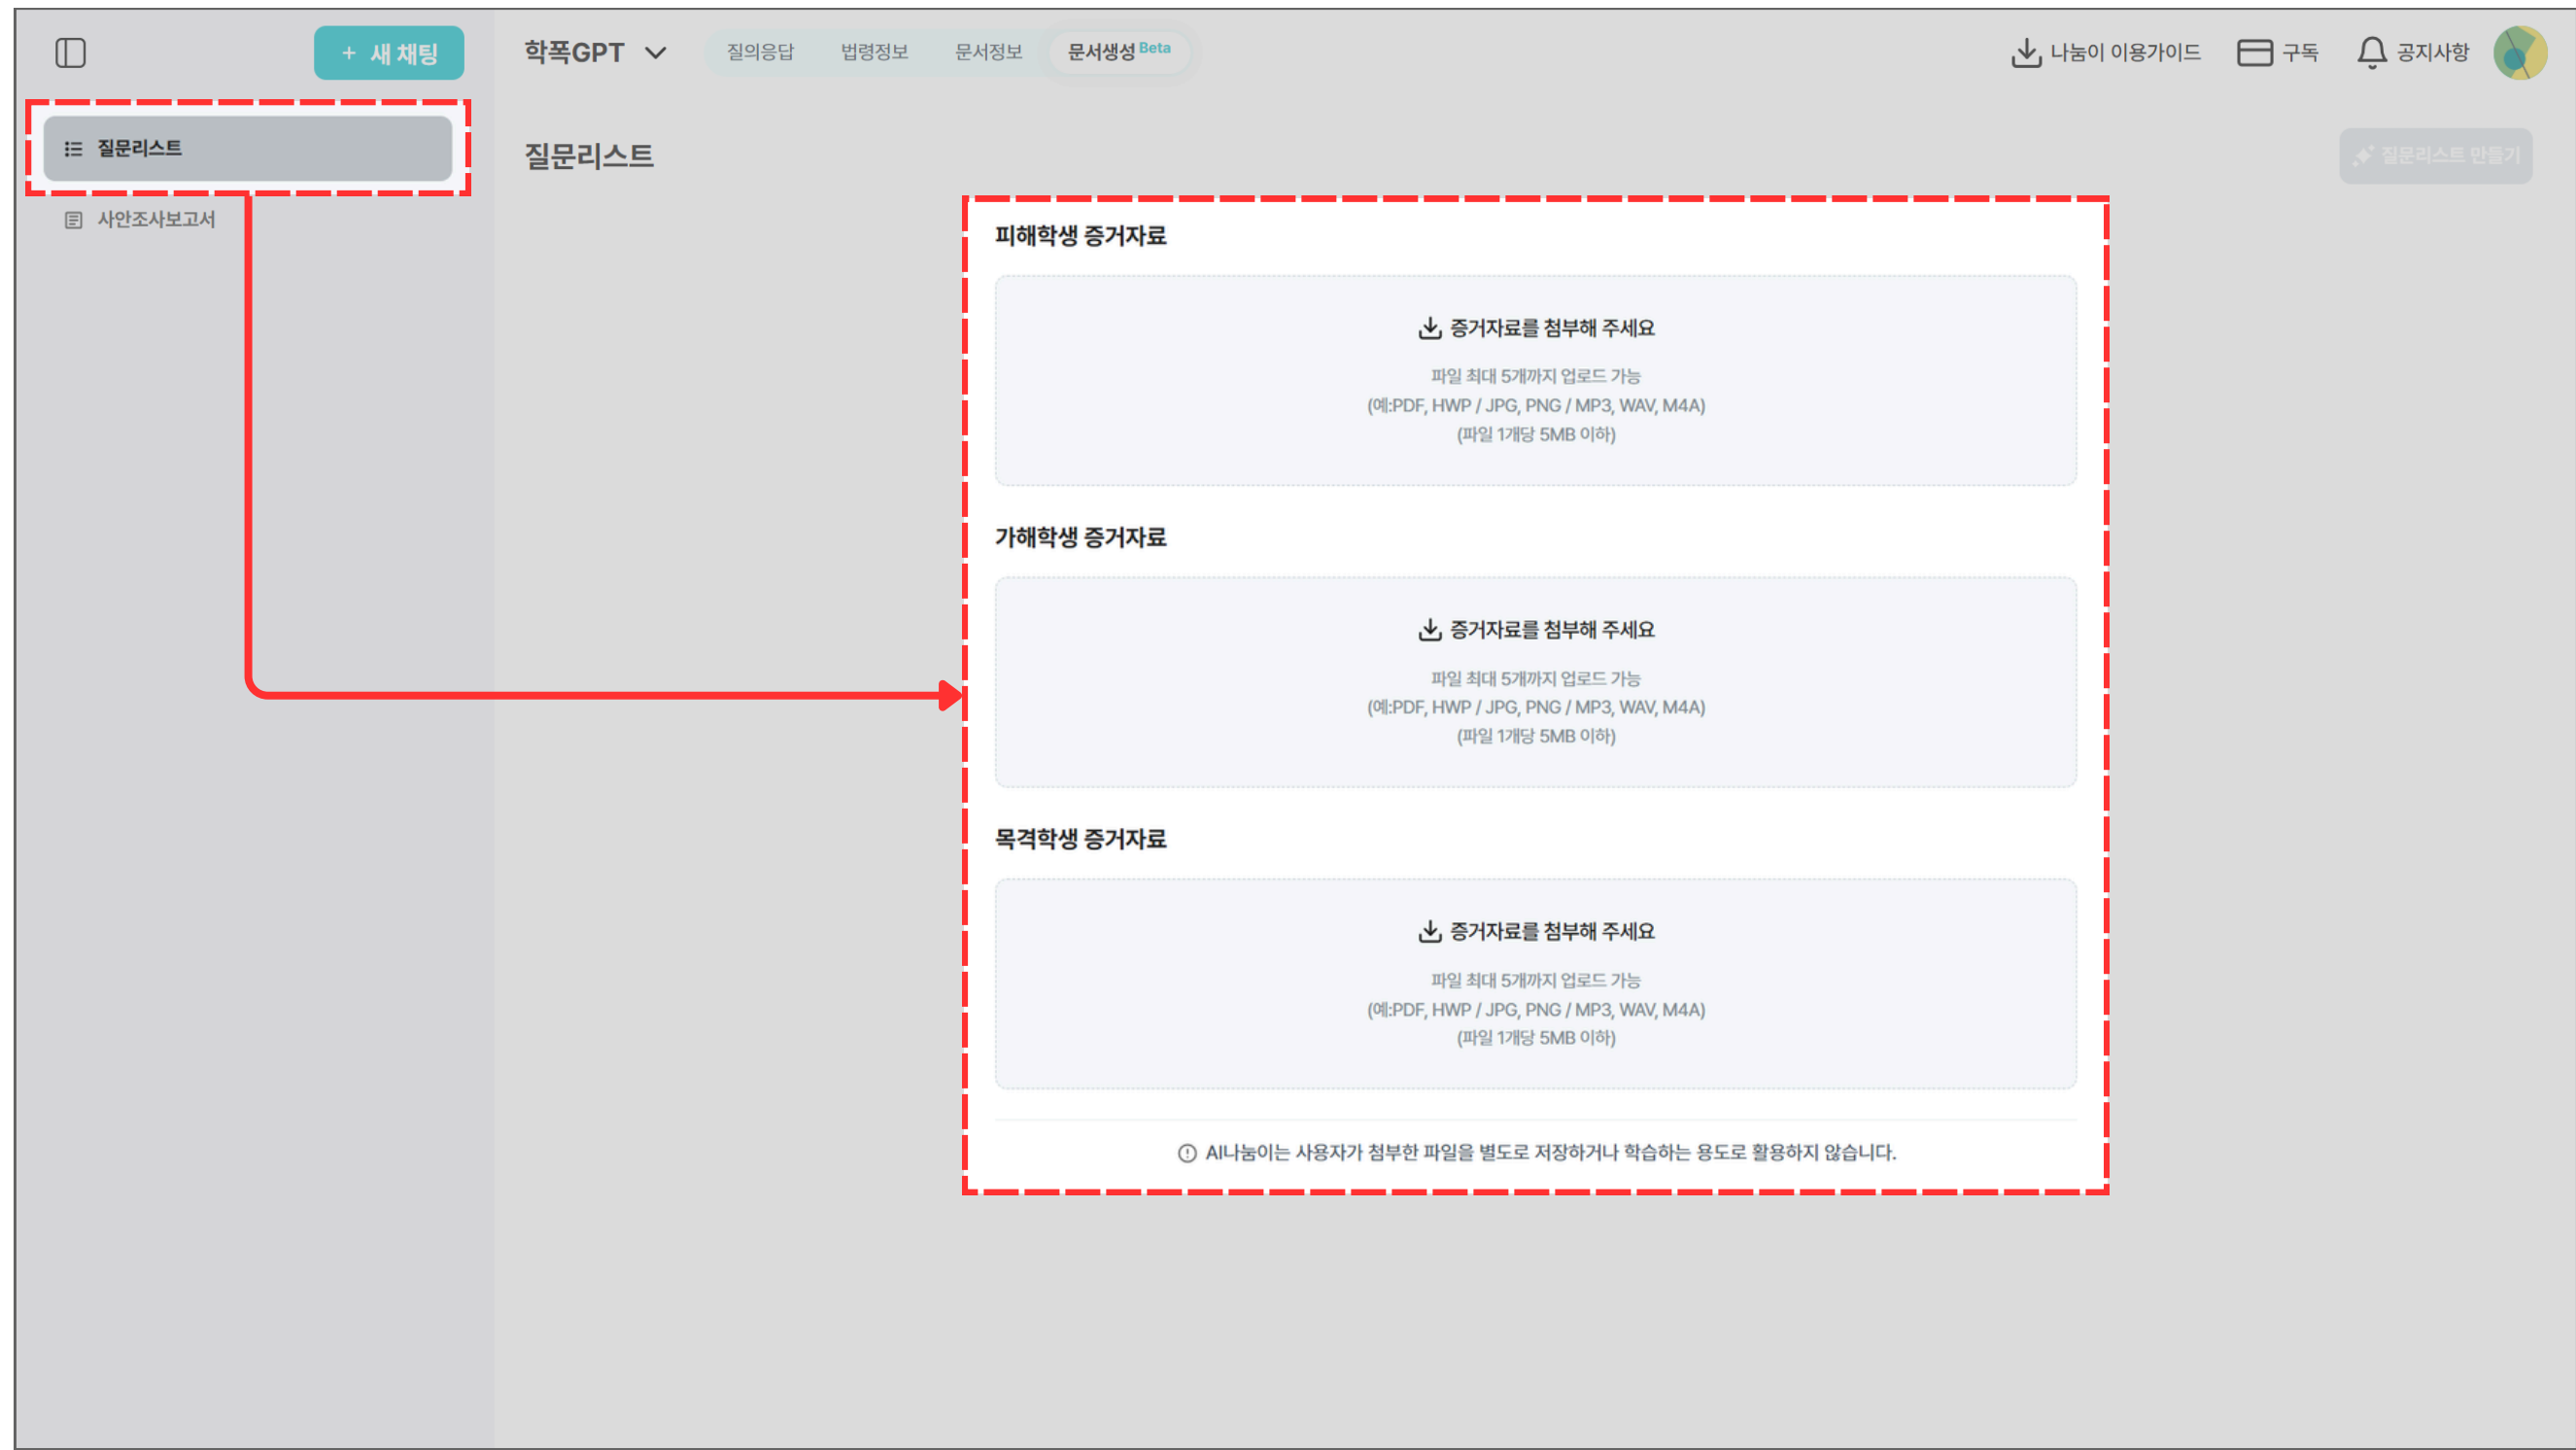 + 새 채팅
학폭GPT
질의응답
법령정보
문서정보
문서생성 Beta
나눔이 이용가이드
구독
공지사항
질문리스트
사안조사보고서
질문리스트
질문리스트 만들기
피해학생 증거자료
증거자료를 첨부해 주세요
파일 최대 5개까지 업로드 가능
(예:PDF, HWP / JPG, PNG / MP3, WAV, M4A)
(파일 1개당 5MB 이하)
가해학생 증거자료
증거자료를 첨부해 주세요
파일 최대 5개까지 업로드 가능
(예:PDF, HWP / JPG, PNG / MP3, WAV, M4A)
(파일 1개당 5MB 이하)
목격학생 증거자료
증거자료를 첨부해 주세요
파일 최대 5개까지 업로드 가능
(예:PDF, HWP / JPG, PNG / MP3, WAV, M4A)
(파일 1개당 5MB 이하)
AI나눔이는 사용자가 첨부한 파일을 별도로 저장하거나 학습하는 용도로 활용하지 않습니다.